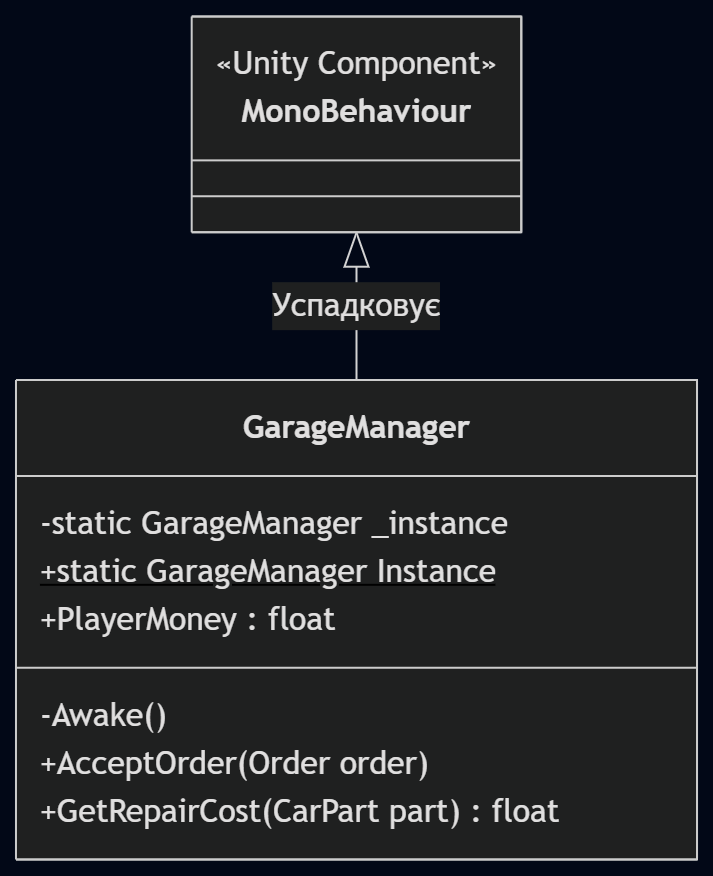 «Unity Component»
MonoBehaviour
Успадковує
GarageManager
-static GarageManager _instance
+static GarageManager Instance
+PlayerMoney : float
-Awake()
+AcceptOrder(Order order)
+GetRepairCost(CarPart part) : float